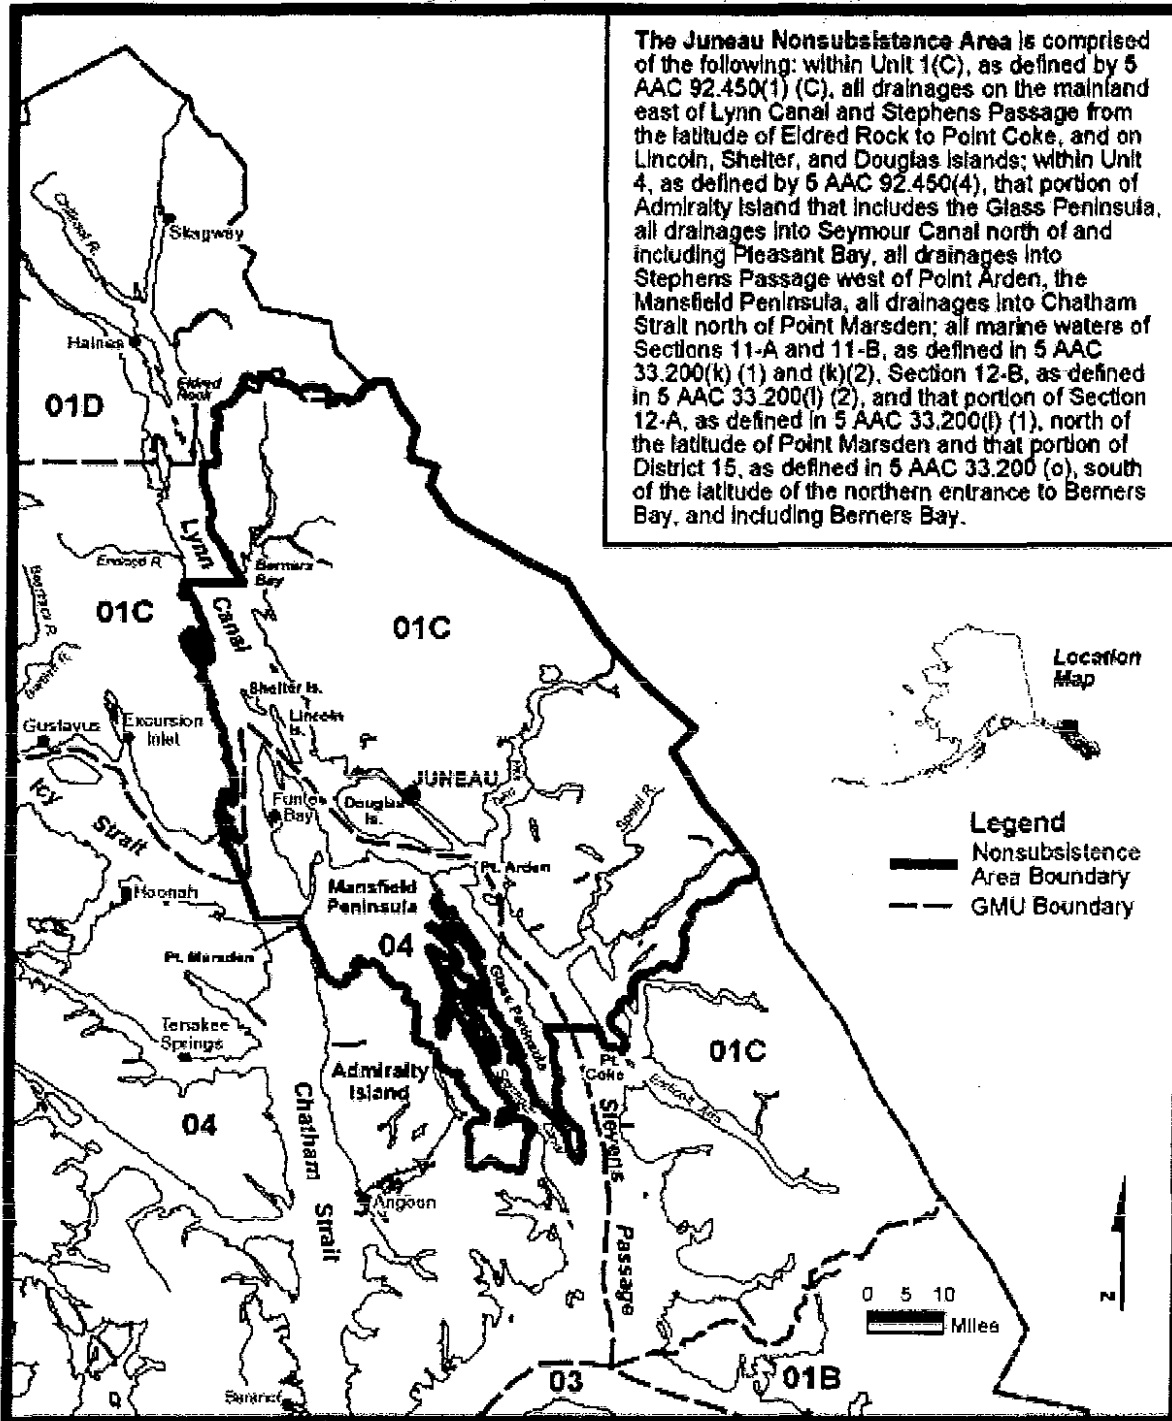 The Juneau Nonsubsistence Area is comprised
of the following: within Unit 1(C), as defined by 5
AAC 92.450(1) (C), all drainages on the mainland
east of Lynn Canal and Stephens Passage from
the latitude of Eldred Rock to Point Coke, and on
Lincoln, Shelter, and Douglas Islands; within Unit
4, as defined by 5 AAC 92.450(4), that portion of
Admiralty Island that includes the Glass Peninsula,
all drainages into Seymour Canal north of and
including Pleasant Bay, all drainages into
Stephens Passage west of Point Arden, the
Mansfield Peninsula, all drainages into Chatham
Strait north of Point Marsden; all marine waters of
Sections 11-A and 11-B, as defined in 5 AAC
33.200(k) (1) and (k)(2), Section 12-B, as defined
in 5 AAC 33.200(l) (2), and that portion of Section
12-A, as defined in 5 AAC 33.200(l) (1), north of
the latitude of Point Marsden and that portion of
District 15, as defined in 5 AAC 33.200 (o), south
of the latitude of the northern entrance to Berners
Bay, and including Berners Bay.
Chilkat R.
Skagway
Haines
Eldred
Rock
01D
Lynn
Canal
Endicott R.
Berners
Bay
01C
01C
Shelter Is.
Lincoln
Is.
Gustavus
Excursion
Inlet
Icy
Strait
JUNEAU
Funter
Bay
Douglas
Is.
Taku
Speel R.
Pt. Arden
Hoonah
Mansfield
Peninsula
04
Pt. Marsden
Glass Peninsula
Tenakee
Springs
Admiralty
Island
Pt.
Coke
01C
Endicott Arm
04
Chatham
Strait
Angoon
Stevens
Passage
03
01B
Baranof
Location
Map
Legend
Nonsubsistence
Area Boundary
GMU Boundary
0 5 10
Miles
N